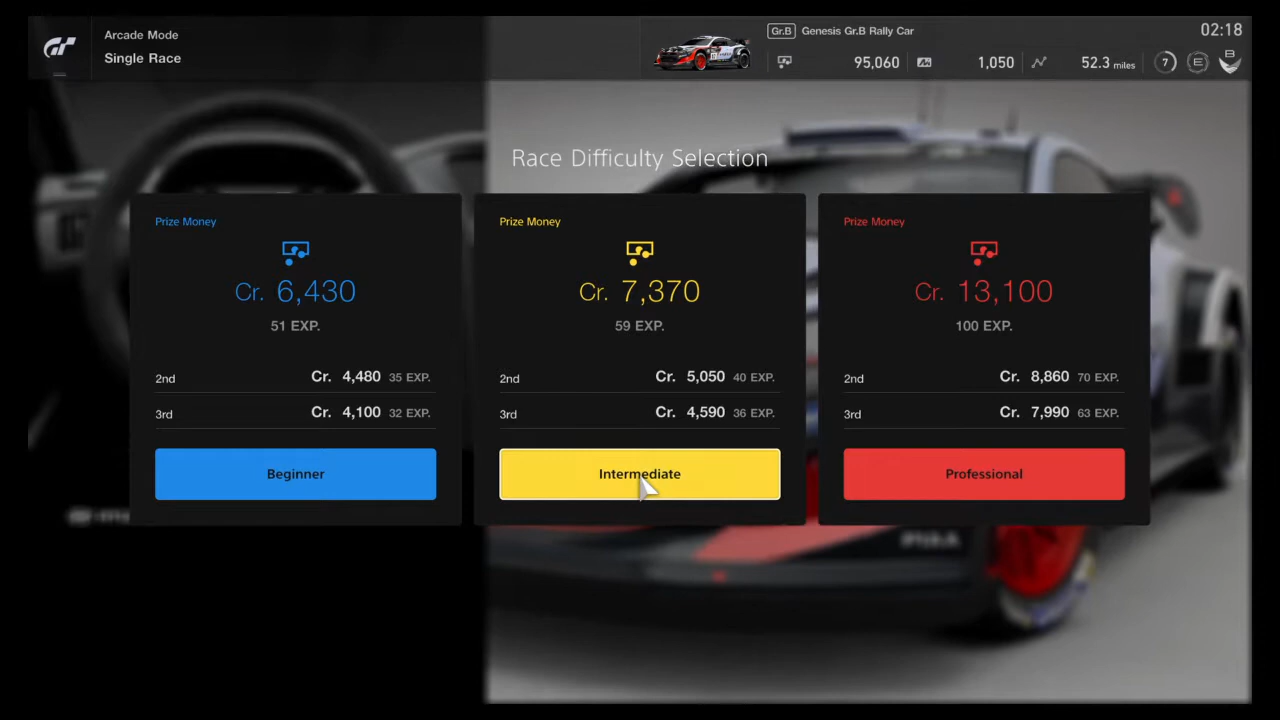 Arcade Mode
Single Race
Gr.B Genesis Gr.B Rally Car
02:18
95,060
1,050
52.3 miles
7
E
B
Race Difficulty Selection
Prize Money
Cr. 6,430
51 EXP.
2nd Cr. 4,480 35 EXP.
3rd Cr. 4,100 32 EXP.
Beginner
Prize Money
Cr. 7,370
59 EXP.
2nd Cr. 5,050 40 EXP.
3rd Cr. 4,590 36 EXP.
Intermediate
Prize Money
Cr. 13,100
100 EXP.
2nd Cr. 8,860 70 EXP.
3rd Cr. 7,990 63 EXP.
Professional
PIAA